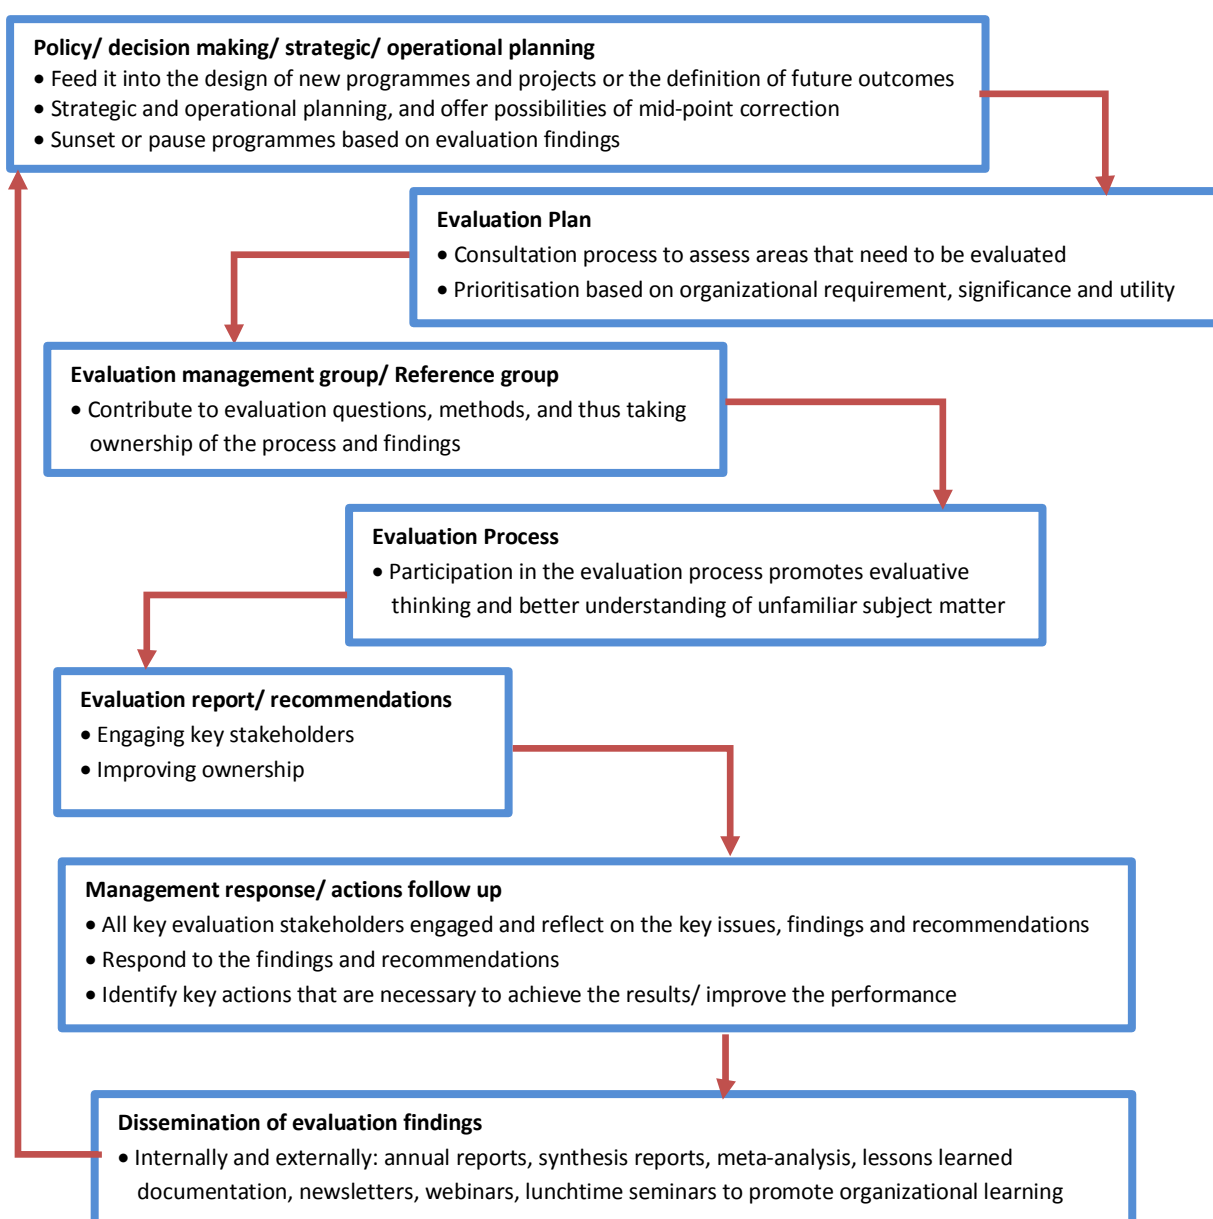 Policy/ decision making/ strategic/ operational planning
• Feed it into the design of new programmes and projects or the definition of future outcomes
• Strategic and operational planning, and offer possibilities of mid-point correction
• Sunset or pause programmes based on evaluation findings
Evaluation Plan
• Consultation process to assess areas that need to be evaluated
• Prioritisation based on organizational requirement, significance and utility
Evaluation management group/ Reference group
• Contribute to evaluation questions, methods, and thus taking
ownership of the process and findings
Evaluation Process
• Participation in the evaluation process promotes evaluative
thinking and better understanding of unfamiliar subject matter
Evaluation report/ recommendations
• Engaging key stakeholders
• Improving ownership
Management response/ actions follow up
• All key evaluation stakeholders engaged and reflect on the key issues, findings and recommendations
• Respond to the findings and recommendations
• Identify key actions that are necessary to achieve the results/ improve the performance
Dissemination of evaluation findings
• Internally and externally: annual reports, synthesis reports, meta-analysis, lessons learned
documentation, newsletters, webinars, lunchtime seminars to promote organizational learning